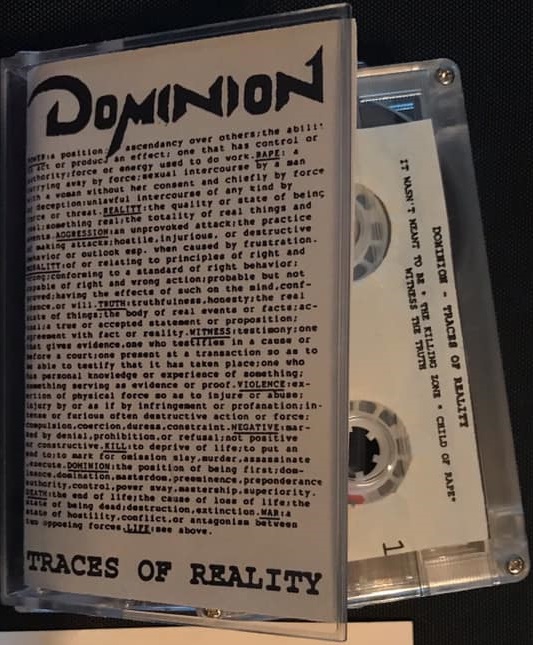 DOMINION
POWER:a position; ascendancy over others;the abili
act or produce an effect; one that has control or
thority;force or energy used to do work.RAPE: a
rrying away by force:sexual intercourse by a man
with a woman without her consent and chiefly by force
deception:unlawful intercourse of any kind by
force or threat.REALITY:the quality or state of being
real;something real;the totality of real things and
events.AGGRESSION:an unprovoked attack;the practice
making attacks;hostile,injurious, or destructive
behavior or outlook esp. when caused by frustration.
MORALITY:of or relating to principles of right and
wrong;conforming to a standard of right behavior;
capable of right and wrong action;probable but not
proved;having the effects of such on the mind,conf-
dence,or will.TRUTH:truthfulness,honesty;the real
state of things;the body of real events or facts;ac-
tual;a true or accepted statement or proposition;
agreement with fact or reality.WITNESS:testimony;one
that gives evidence,one who testifies in a cause or
before a court;one present at a transaction so as to
be able to testify that it has taken place;one who
has personal knowledge or experience of something;
something serving as evidence or proof.VIOLENCE:ex-
ertion of physical force so as to injure or abuse;
injury by or as if by infringement or profanation;in-
tense or furious often destructive action or force;
compulsion,coercion,duress,constraint.NEGATIVE:mar-
ked by denial,prohibition,or refusal;not positive
or constructive.KILL:to deprive of life;to put an
end to;to mark for omission slay,murder,assassinate
,execute.DOMINION:the position of being first;dom-
inance,domination,masterdom,preeminence,preponderance
authority,control,power sway,mastership,superiority.
DEATH:the end of life;the cause of loss of life;the
state of being dead;destruction,extinction.WAR:a
state of hostility,conflict,or antagonism between
two opposing forces.LIFE:see above.
TRACES OF REALITY
DOMINION - TRACES OF REALITY
IT WASN'T MEANT TO BE * THE KILLING ZONE * CHILD OF RAPE*
WITNESS THE TRUTH
1